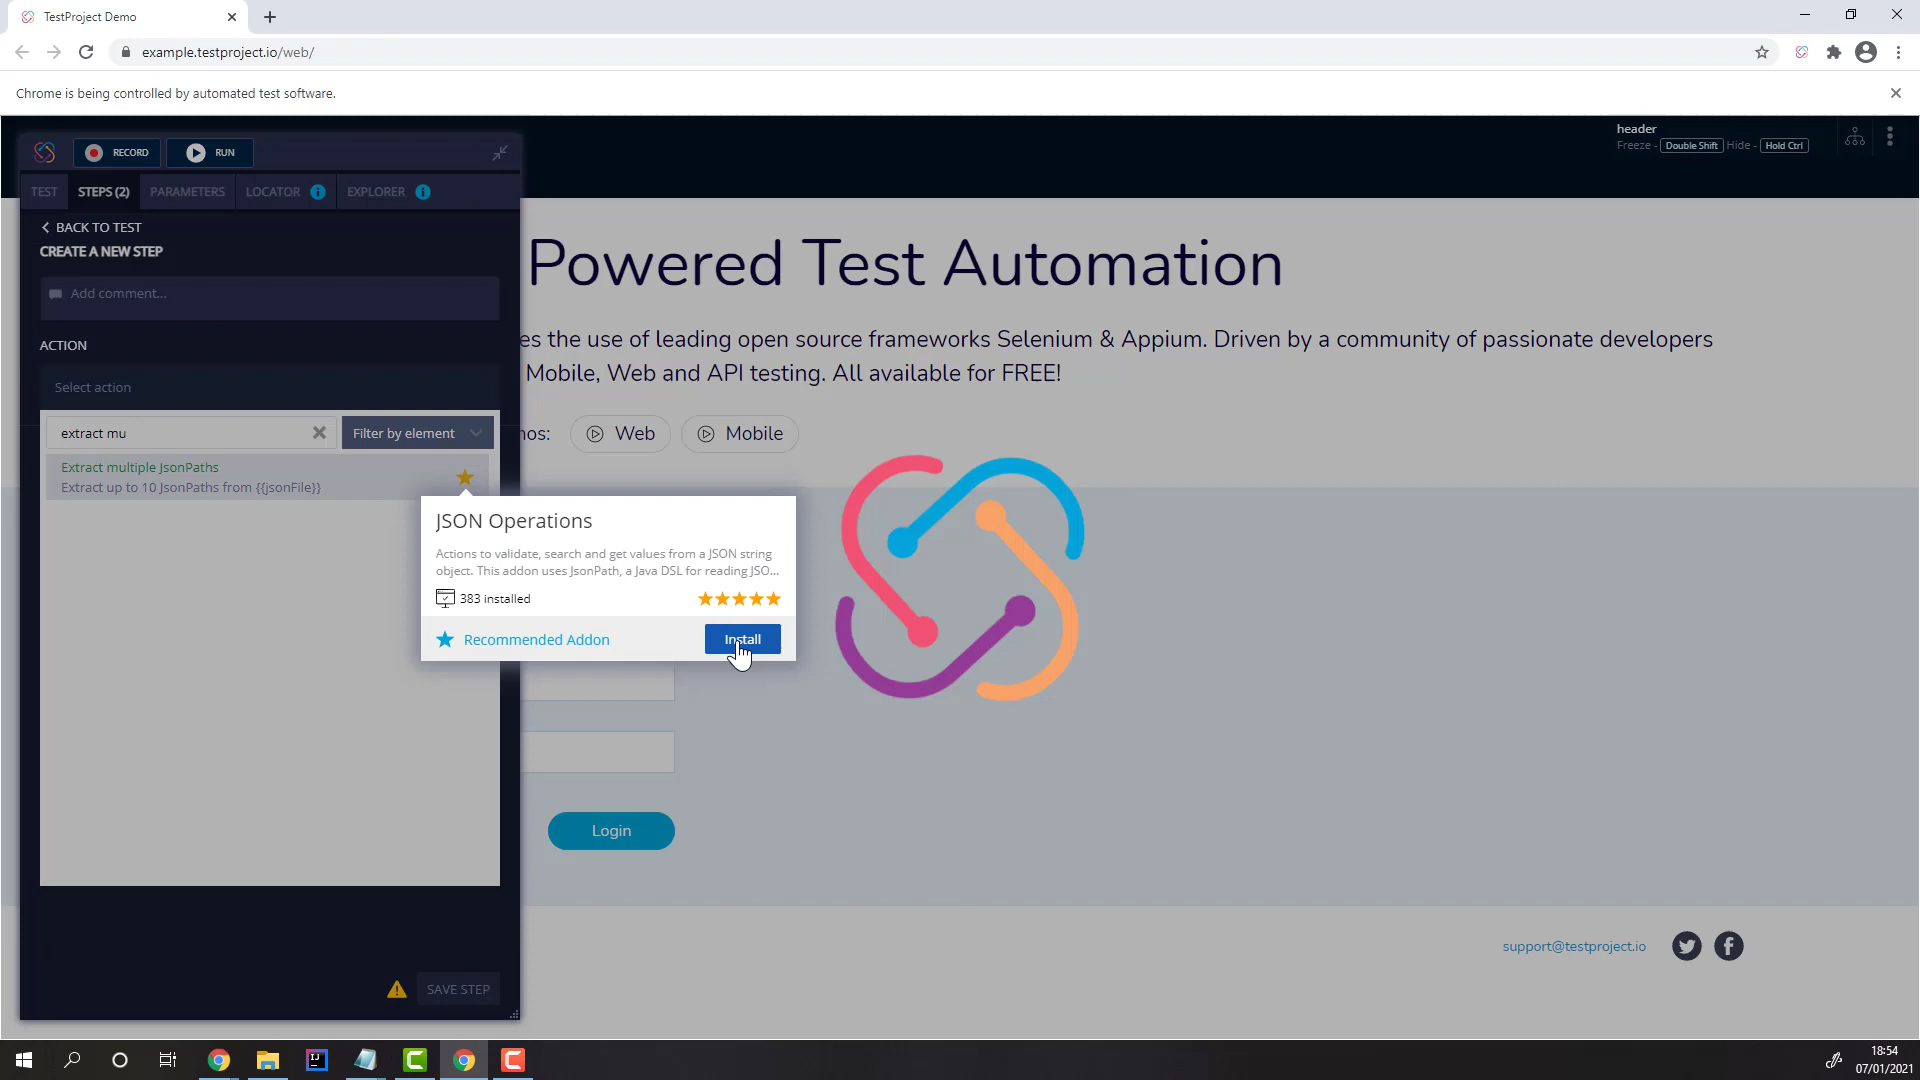 TestProject Demo
example.testproject.io/web/
Chrome is being controlled by automated test software.
header
Freeze - Double Shift Hide - Hold Ctrl
RECORD
RUN
TEST
STEPS (2)
PARAMETERS
LOCATOR
EXPLORER
BACK TO TEST
CREATE A NEW STEP
Add comment...
ACTION
Select action
extract mu
Filter by element
Extract multiple JsonPaths
Extract up to 10 JsonPaths from {{jsonFile}}
JSON Operations
Actions to validate, search and get values from a JSON string
object. This addon uses JsonPath, a Java DSL for reading JSO...
383 installed
Recommended Addon
Install
SAVE STEP
Powered Test Automation
es the use of leading open source frameworks Selenium & Appium. Driven by a community of passionate developers
Mobile, Web and API testing. All available for FREE!
nos:
Web
Mobile
Login
support@testproject.io
18:54
07/01/2021